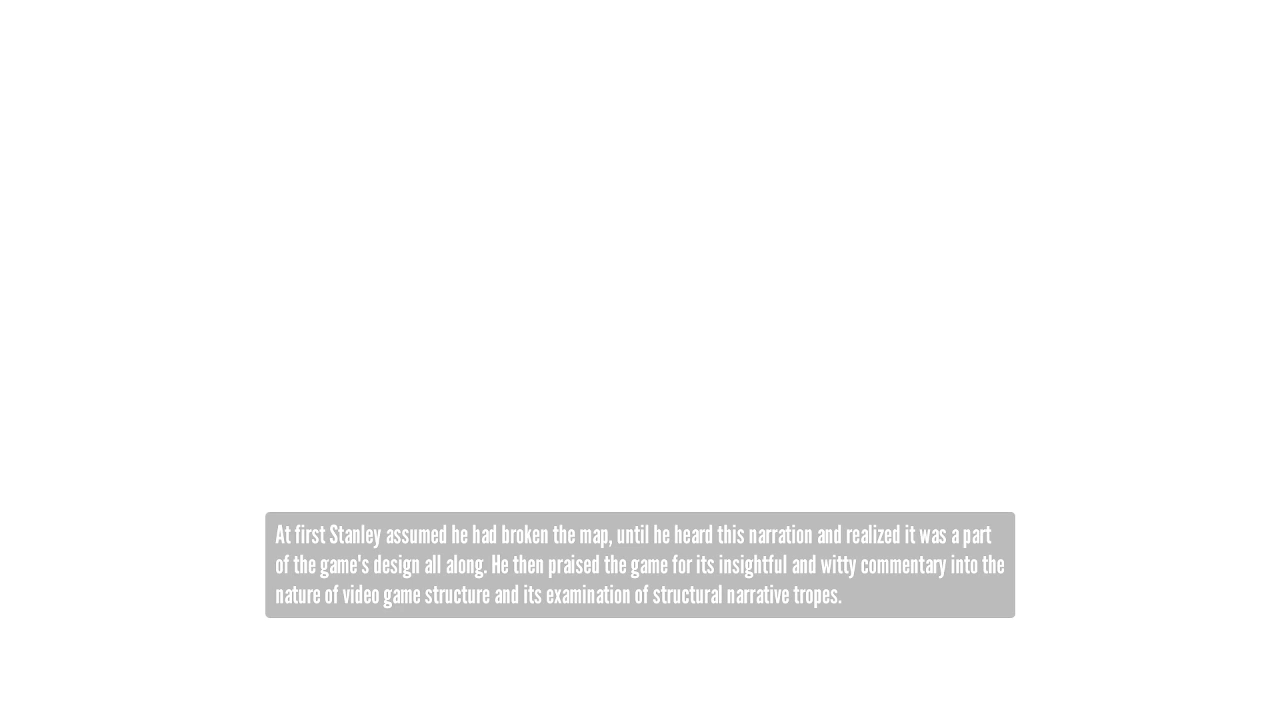 At first Stanley assumed he had broken the map, until he heard this narration and realized it was a part
of the game's design all along. He then praised the game for its insightful and witty commentary into the
nature of video game structure and its examination of structural narrative tropes.